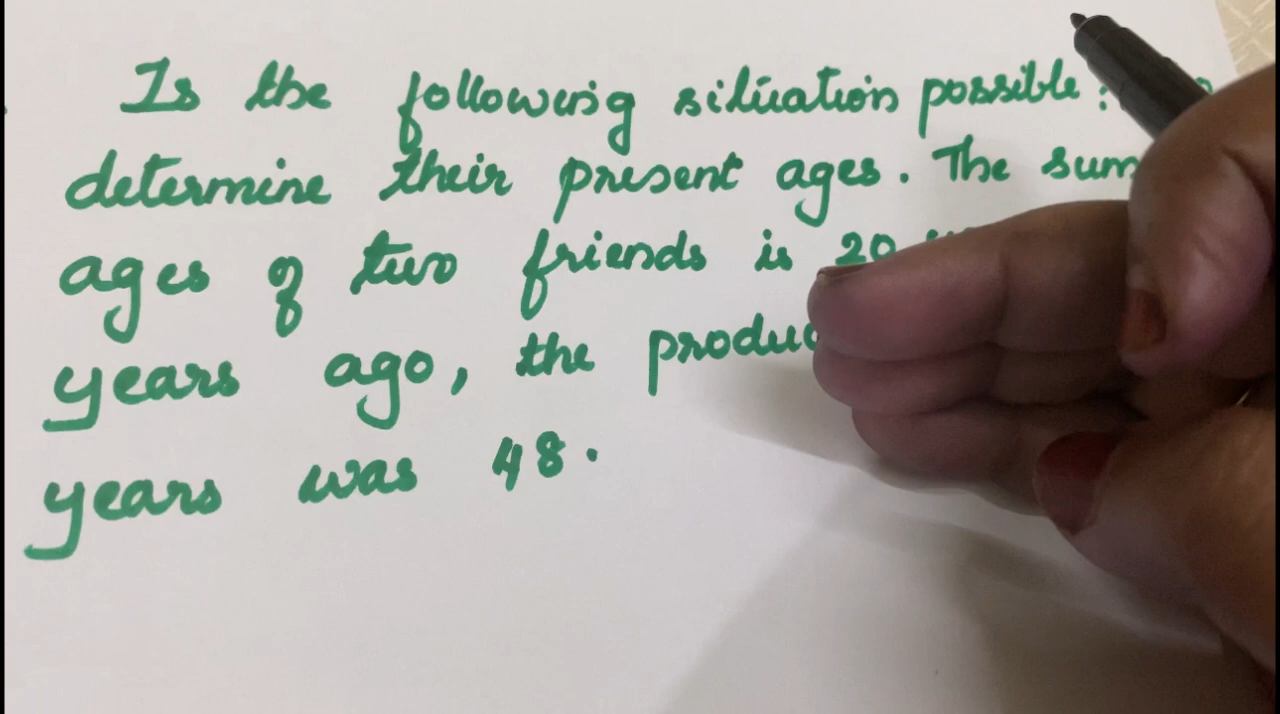 Is the following situation possible?
determine their present ages. The sum
ages of two friends is 20
years ago, the
years was 48.